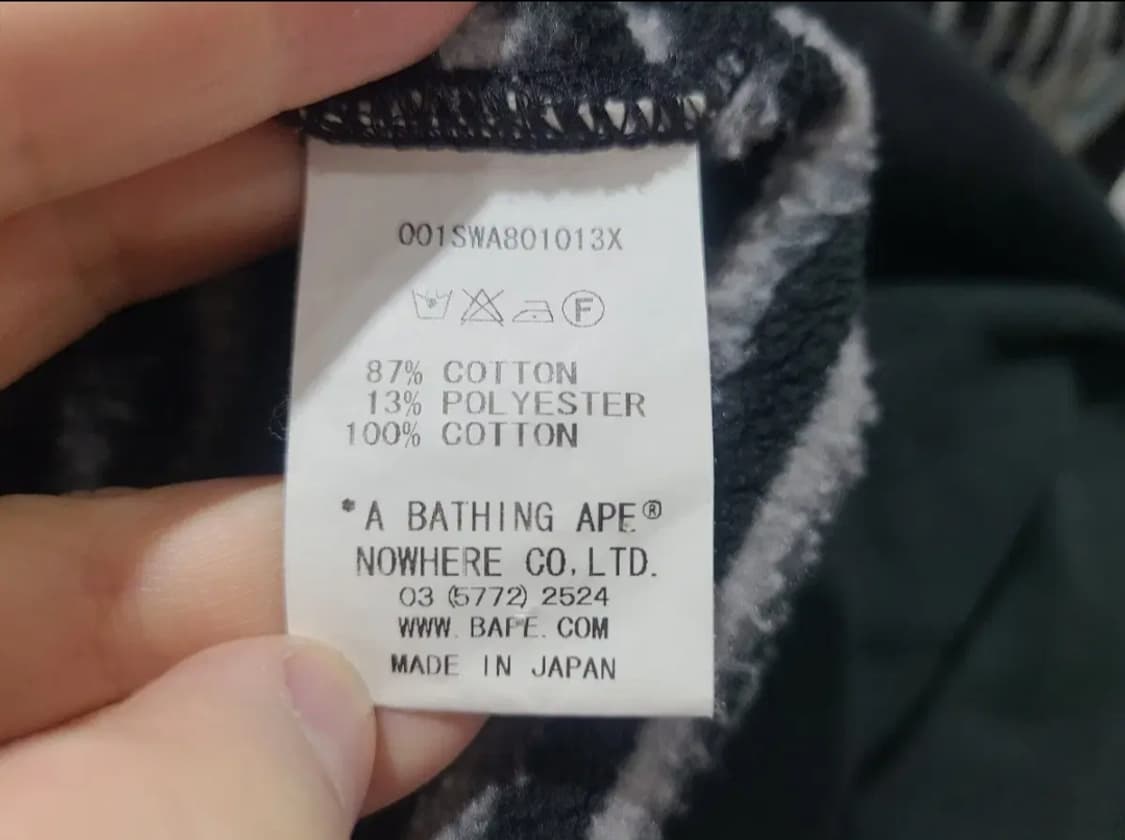 001SWA801013X
F
87% COTTON
13% POLYESTER
100% COTTON
*A BATHING APE®
NOWHERE CO.LTD.
03 (5772) 2524
WWW. BAPE. COM
MADE IN JAPAN